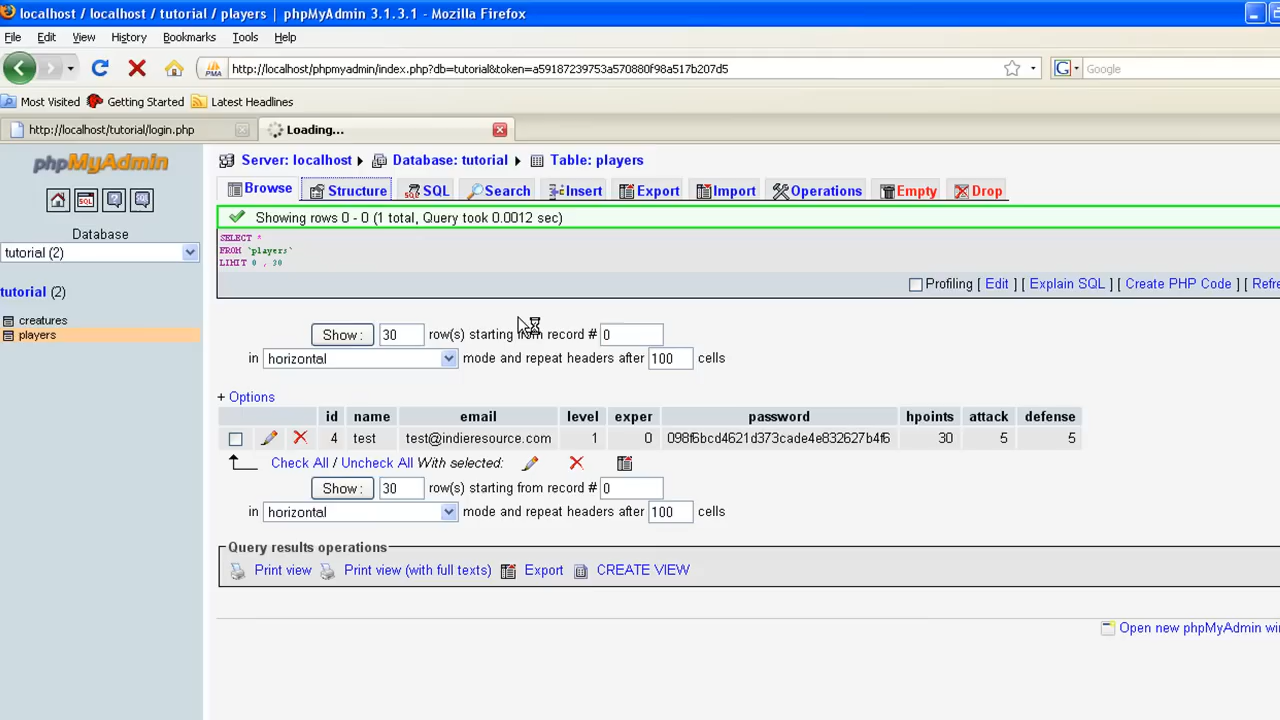 localhost / localhost / tutorial / players | phpMyAdmin 3.1.3.1 - Mozilla Firefox
File Edit View History Bookmarks Tools Help
http://localhost/phpmyadmin/index.php?db=tutorial&token=a59187239753a570880f98a517b207d5 Google
Most Visited Getting Started Latest Headlines
http://localhost/tutorial/login.php Loading...
phpMyAdmin
Database
tutorial (2)
tutorial (2)
creatures
players
Server: localhost Database: tutorial Table: players
Browse Structure SQL Search Insert Export Import Operations Empty Drop
Showing rows 0 - 0 (1 total, Query took 0.0012 sec)
SELECT *
FROM `players`
LIMIT 0 , 30
Profiling [ Edit ] [ Explain SQL ] [ Create PHP Code ] [ Refre
Show : 30 row(s) starting from record # 0
in horizontal mode and repeat headers after 100 cells
+ Options
id name email level exper password hpoints attack defense
4 test test@indieresource.com 1 0 098f6bcd4621d373cade4e832627b4f6 30 5 5
Check All / Uncheck All With selected:
Show : 30 row(s) starting from record # 0
in horizontal mode and repeat headers after 100 cells
Query results operations
Print view Print view (with full texts) Export CREATE VIEW
Open new phpMyAdmin wi